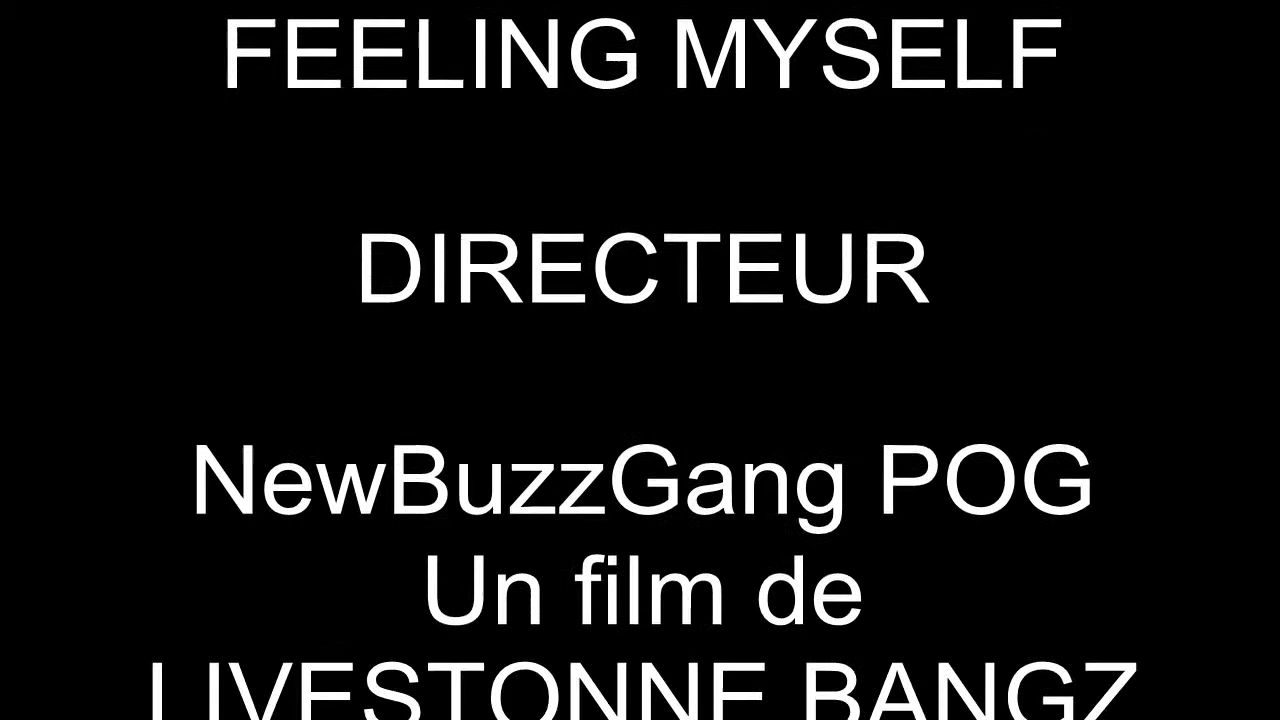 FEELING MYSELF
DIRECTEUR
NewBuzzGang POG
Un film de
LIVESTONNE BANGZ